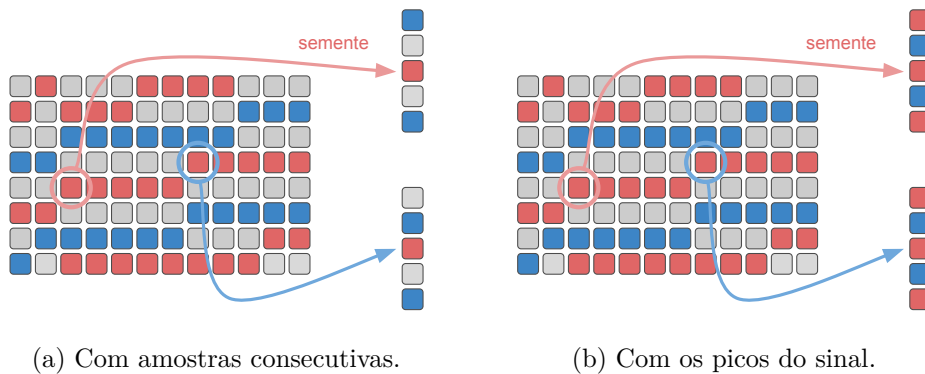 semente
semente
(a) Com amostras consecutivas.
(b) Com os picos do sinal.